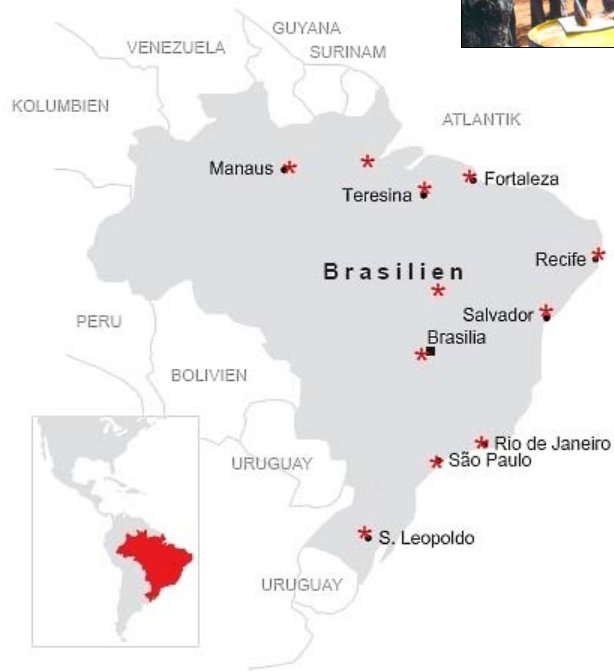 GUYANA
VENEZUELA
SURINAM
KOLUMBIEN
ATLANTIK
Manaus
Fortaleza
Teresina
Recife
Brasilien
Salvador
PERU
Brasilia
BOLIVIEN
Rio de Janeiro
São Paulo
URUGUAY
S. Leopoldo
URUGUAY